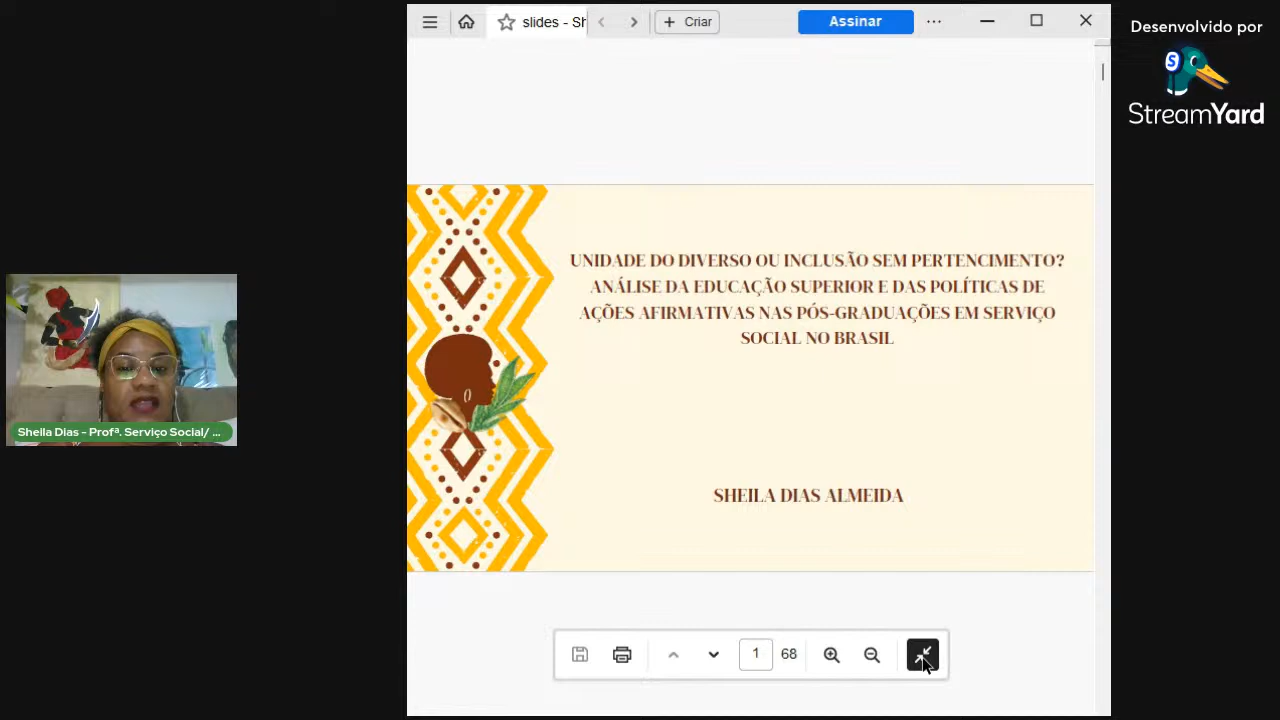 slides - Sh
Criar
Assinar
Desenvolvido por
S
StreamYard
UNIDADE DO DIVERSO OU INCLUSÃO SEM PERTENCIMENTO?
ANÁLISE DA EDUCAÇÃO SUPERIOR E DAS POLÍTICAS DE
AÇÕES AFIRMATIVAS NAS PÓS-GRADUAÇÕES EM SERVIÇO
SOCIAL NO BRASIL
Sheila Dias - Profª. Serviço Social/ ...
SHEILA DIAS ALMEIDA
1 68